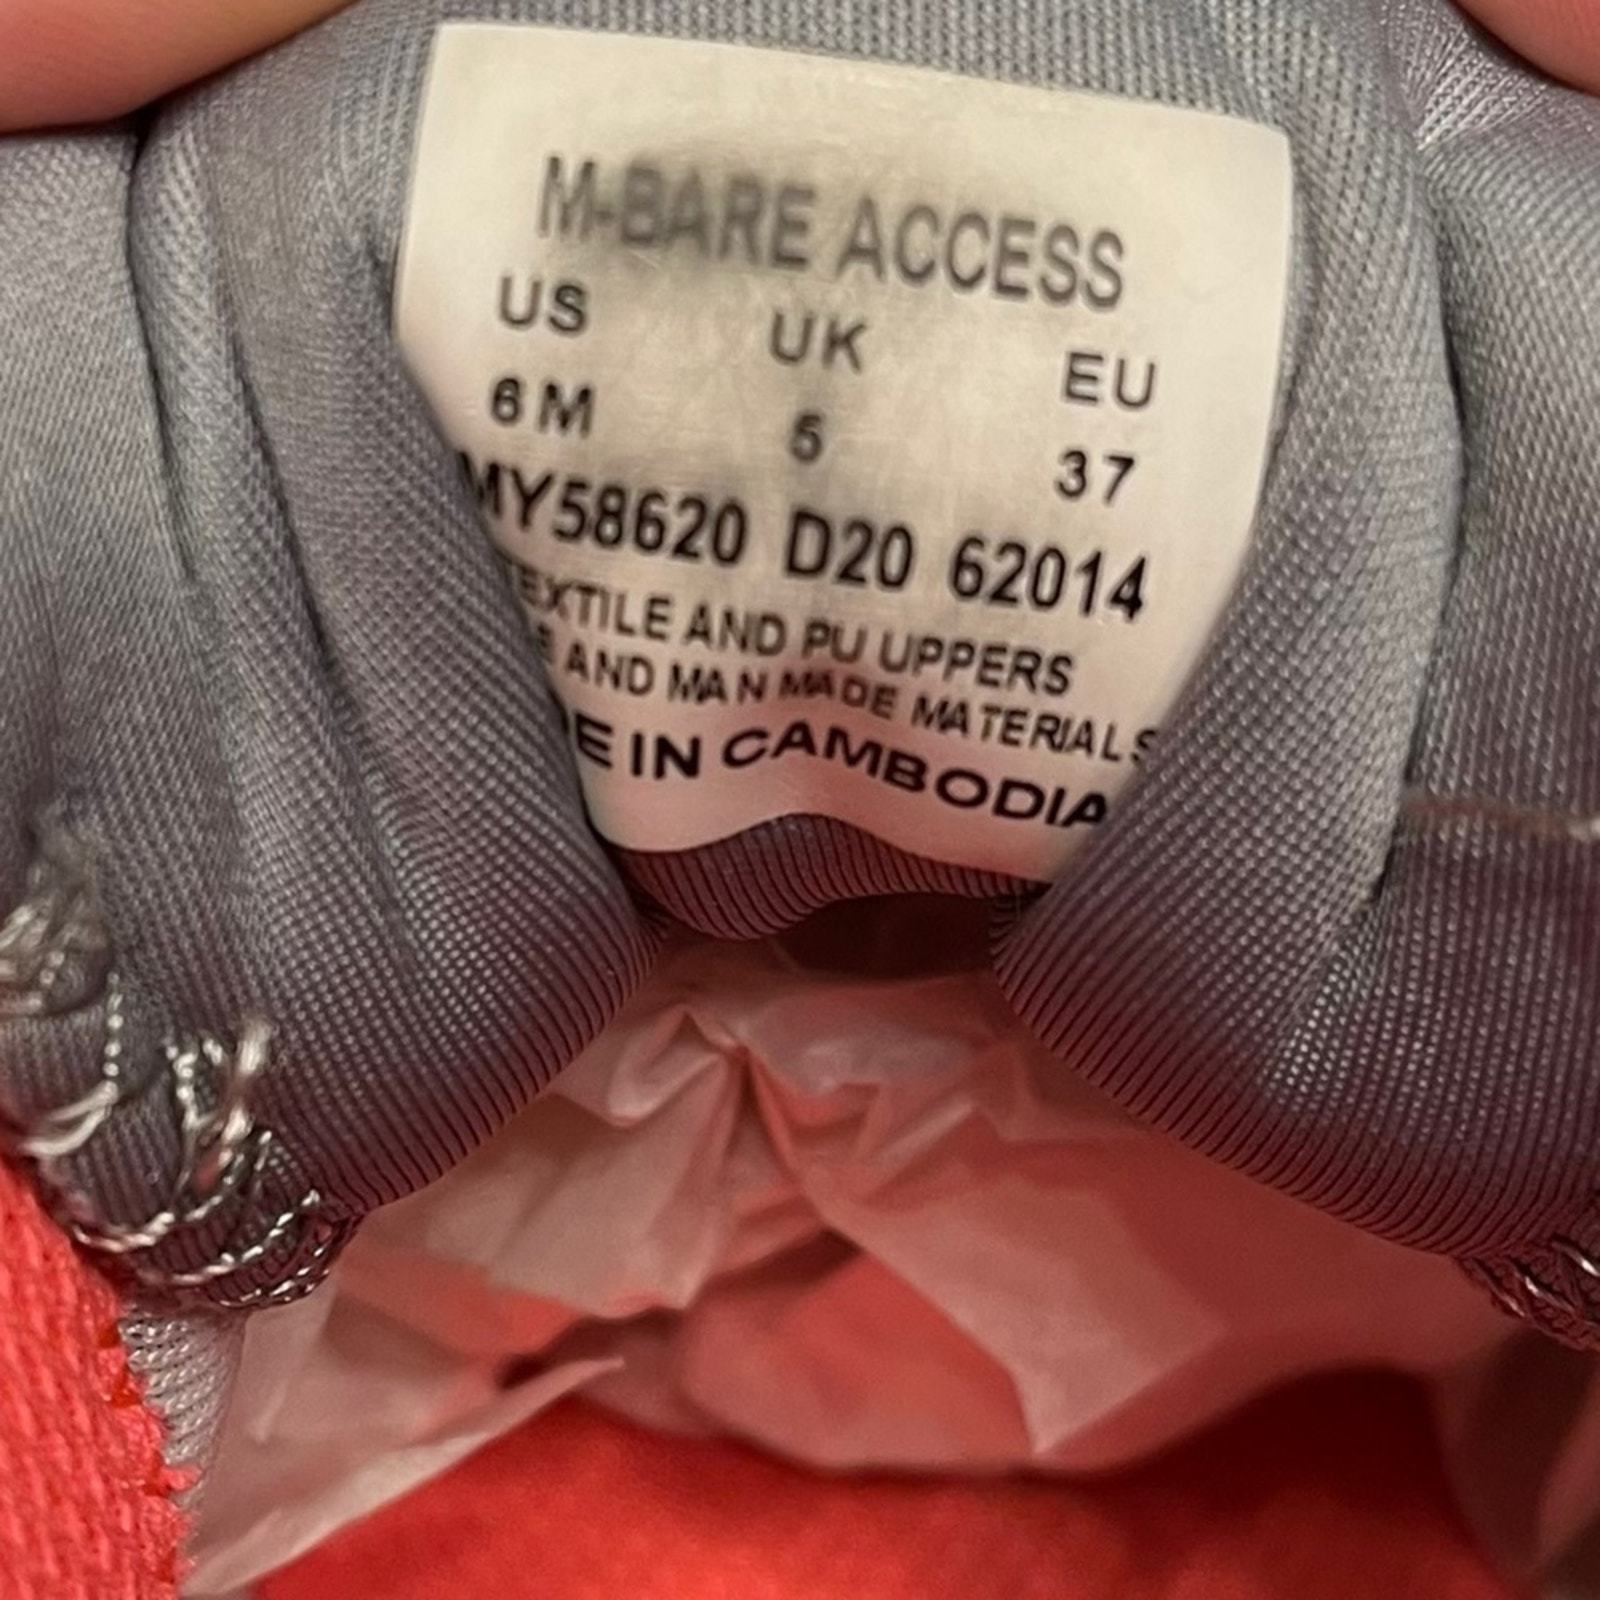 M-BARE ACCESS
US UK EU
6 M 5 37
MY58620 D20 62014
EXTILE AND PU UPPERS
E AND MAN MADE MATERIALS
E IN CAMBODIA